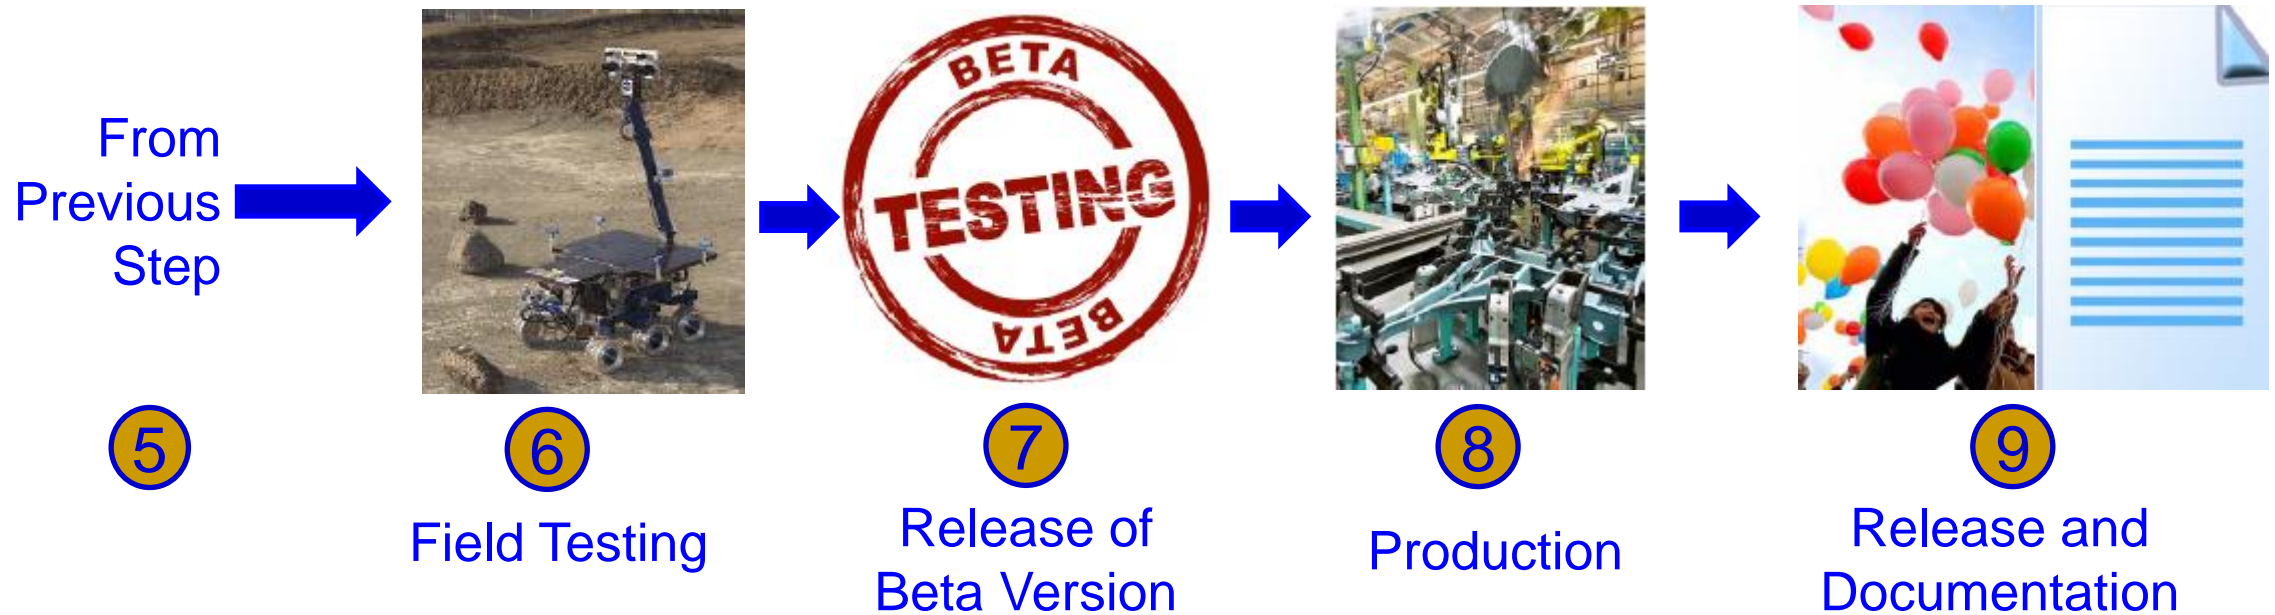 From
Previous
Step
BETA
TESTING
BETA
5
6
7
8
9
Field Testing
Release of
Beta Version
Production
Release and
Documentation